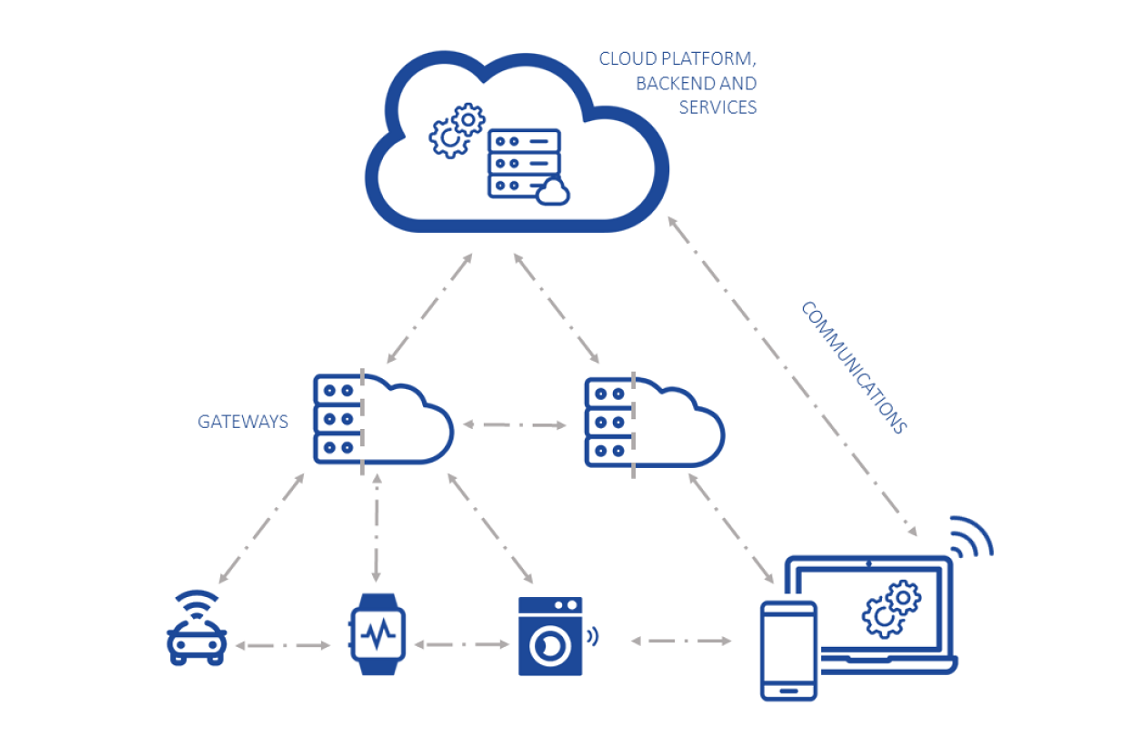 CLOUD PLATFORM,
BACKEND AND
SERVICES
COMMUNICATIONS
GATEWAYS